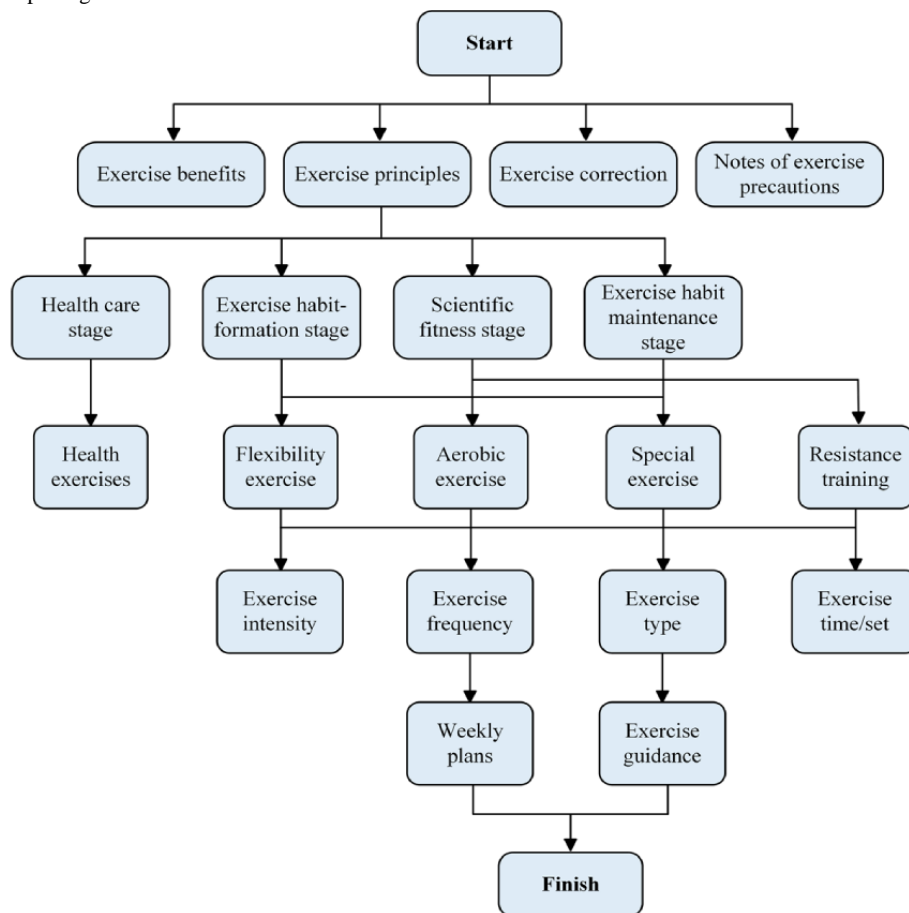 Start
Exercise benefits
Exercise principles
Exercise correction
Notes of exercise
precautions
Health care
stage
Exercise habit-
formation stage
Scientific
fitness stage
Exercise habit
maintenance
stage
Health
exercises
Flexibility
exercise
Aerobic
exercise
Special
exercise
Resistance
training
Exercise
intensity
Exercise
frequency
Exercise
type
Exercise
time/set
Weekly
plans
Exercise
guidance
Finish